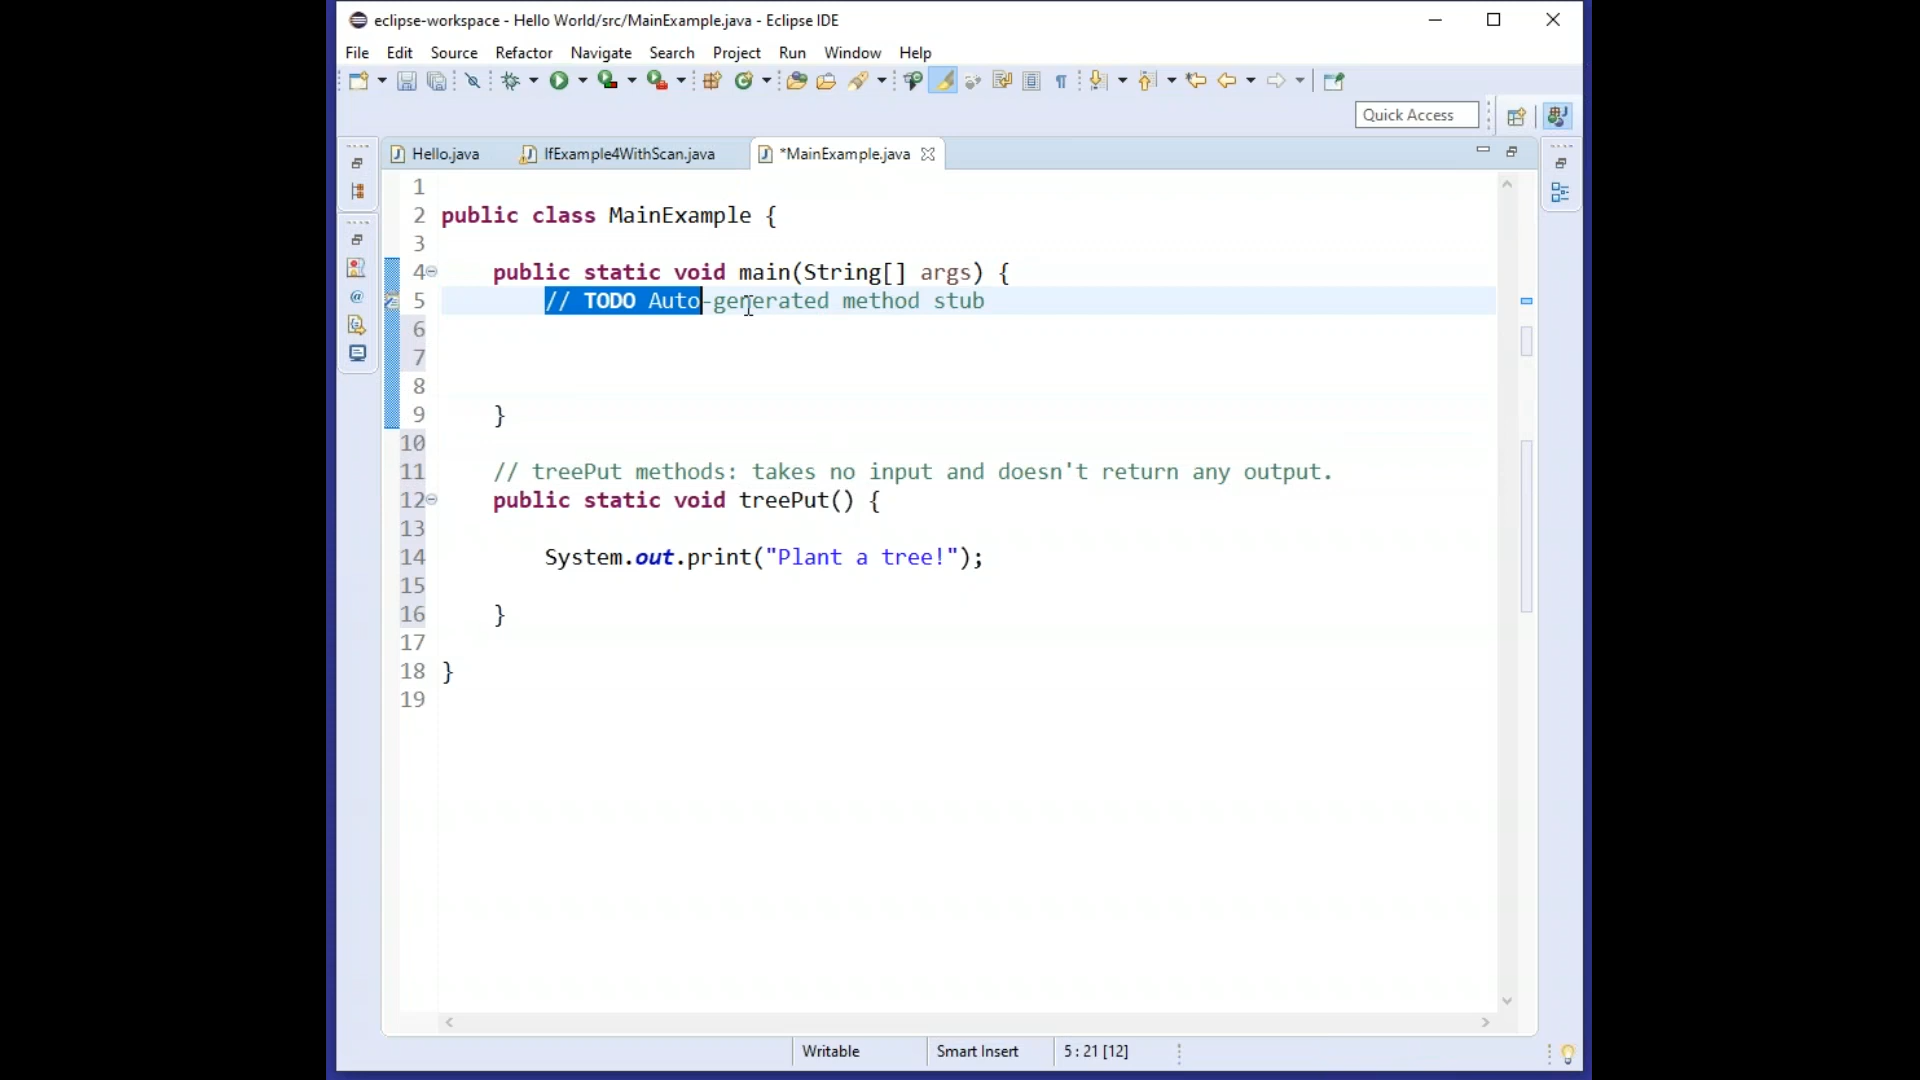 eclipse-workspace - Hello World/src/MainExample.java - Eclipse IDE
File Edit Source Refactor Navigate Search Project Run Window Help
Quick Access
Hello.java IfExample4WithScan.java *MainExample.java
1
2 public class MainExample {
3
4 public static void main(String[] args) {
5 // TODO Auto-generated method stub
6
7
8
9 }
10
11 // treePut methods: takes no input and doesn't return any output.
12 public static void treePut() {
13
14 System.out.print("Plant a tree!");
15
16 }
17
18 }
19
Writable Smart Insert 5 : 21 [12]